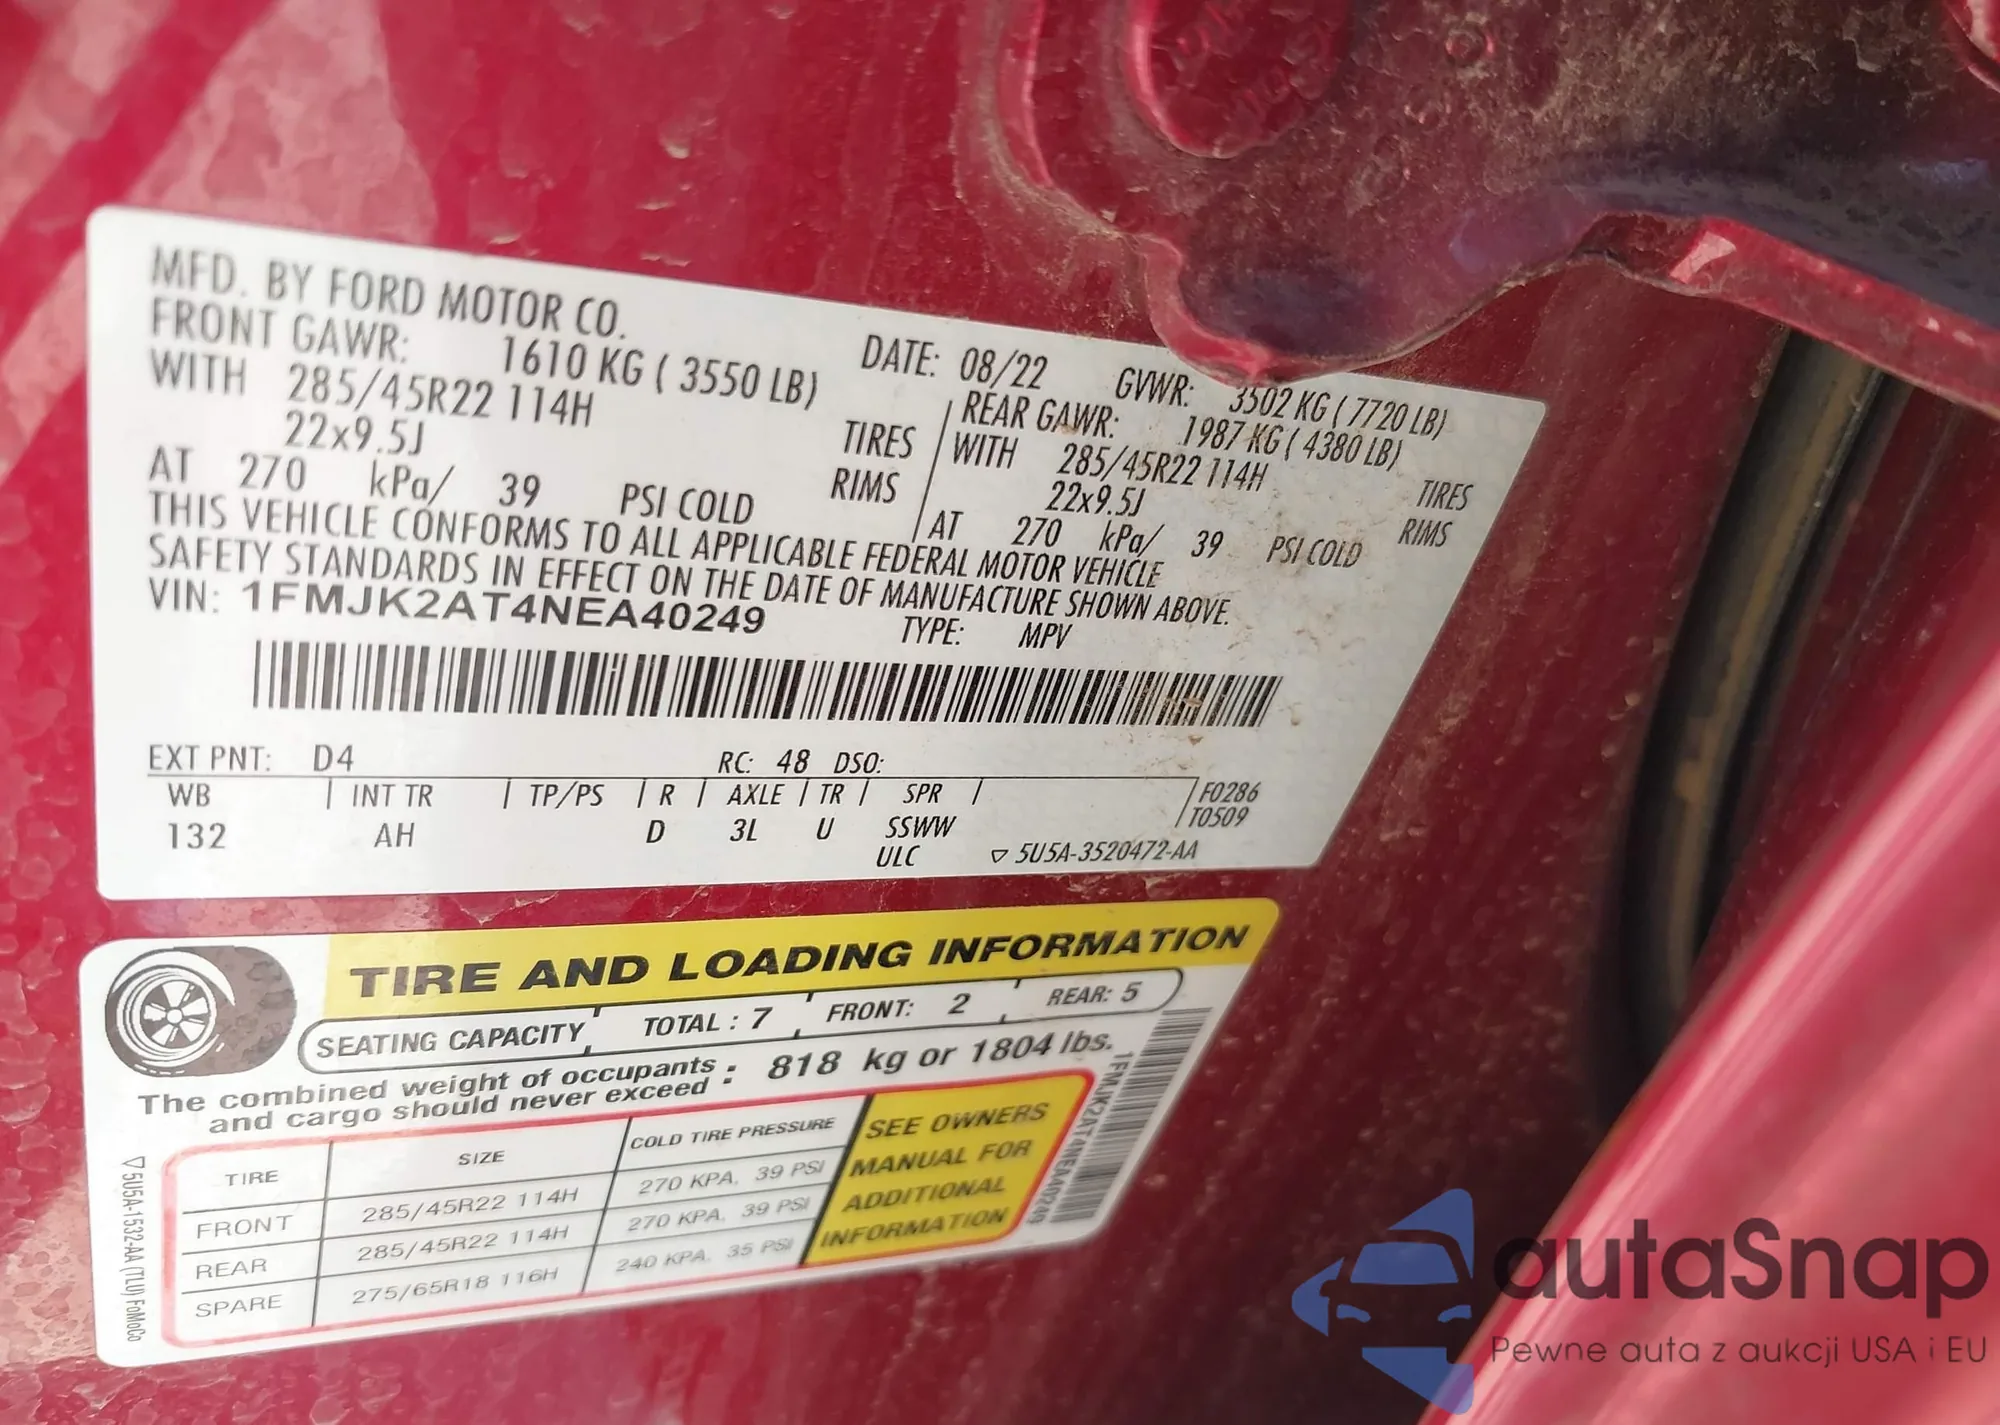 MFD. BY FORD MOTOR CO.
DATE: 08/22 GVWR: 3502 KG ( 7720 LB)
FRONT GAWR: 1610 KG ( 3550 LB)
WITH 285/45R22 114H TIRES
22x9.5J RIMS
AT 270 kPa/ 39 PSI COLD
REAR GAWR: 1987 KG ( 4380 LB)
WITH 285/45R22 114H TIRES
22x9.5J RIMS
AT 270 kPa/ 39 PSI COLD
THIS VEHICLE CONFORMS TO ALL APPLICABLE FEDERAL MOTOR VEHICLE
SAFETY STANDARDS IN EFFECT ON THE DATE OF MANUFACTURE SHOWN ABOVE.
VIN: 1FMJK2AT4NEA40249 TYPE: MPV
EXT PNT: D4 RC: 48 DSO:
WB INT TR TP/PS R AXLE TR SPR F0286
132 AH D 3L U SSWW T0509
ULC 5U5A-3520472-AA
TIRE AND LOADING INFORMATION
SEATING CAPACITY TOTAL : 7 FRONT: 2 REAR: 5
The combined weight of occupants
and cargo should never exceed : 818 kg or 1804 lbs.
TIRE SIZE COLD TIRE PRESSURE
FRONT 285/45R22 114H 270 KPA, 39 PSI
REAR 285/45R22 114H 270 KPA, 39 PSI
SPARE 275/65R18 116H 240 KPA, 35 PSI
SEE OWNERS
MANUAL FOR
ADDITIONAL
INFORMATION
1FMJK2AT4NEA40249
5U5A-1532-AA (TLU) FoMoCo
autaSnap
Pewne auta z aukcji USA i EU